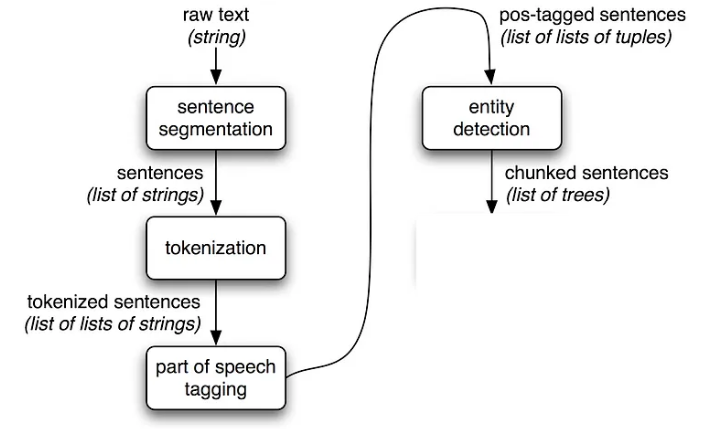 raw text
(string)
sentence
segmentation
sentences
(list of strings)
tokenization
tokenized sentences
(list of lists of strings)
part of speech
tagging
pos-tagged sentences
(list of lists of tuples)
entity
detection
chunked sentences
(list of trees)